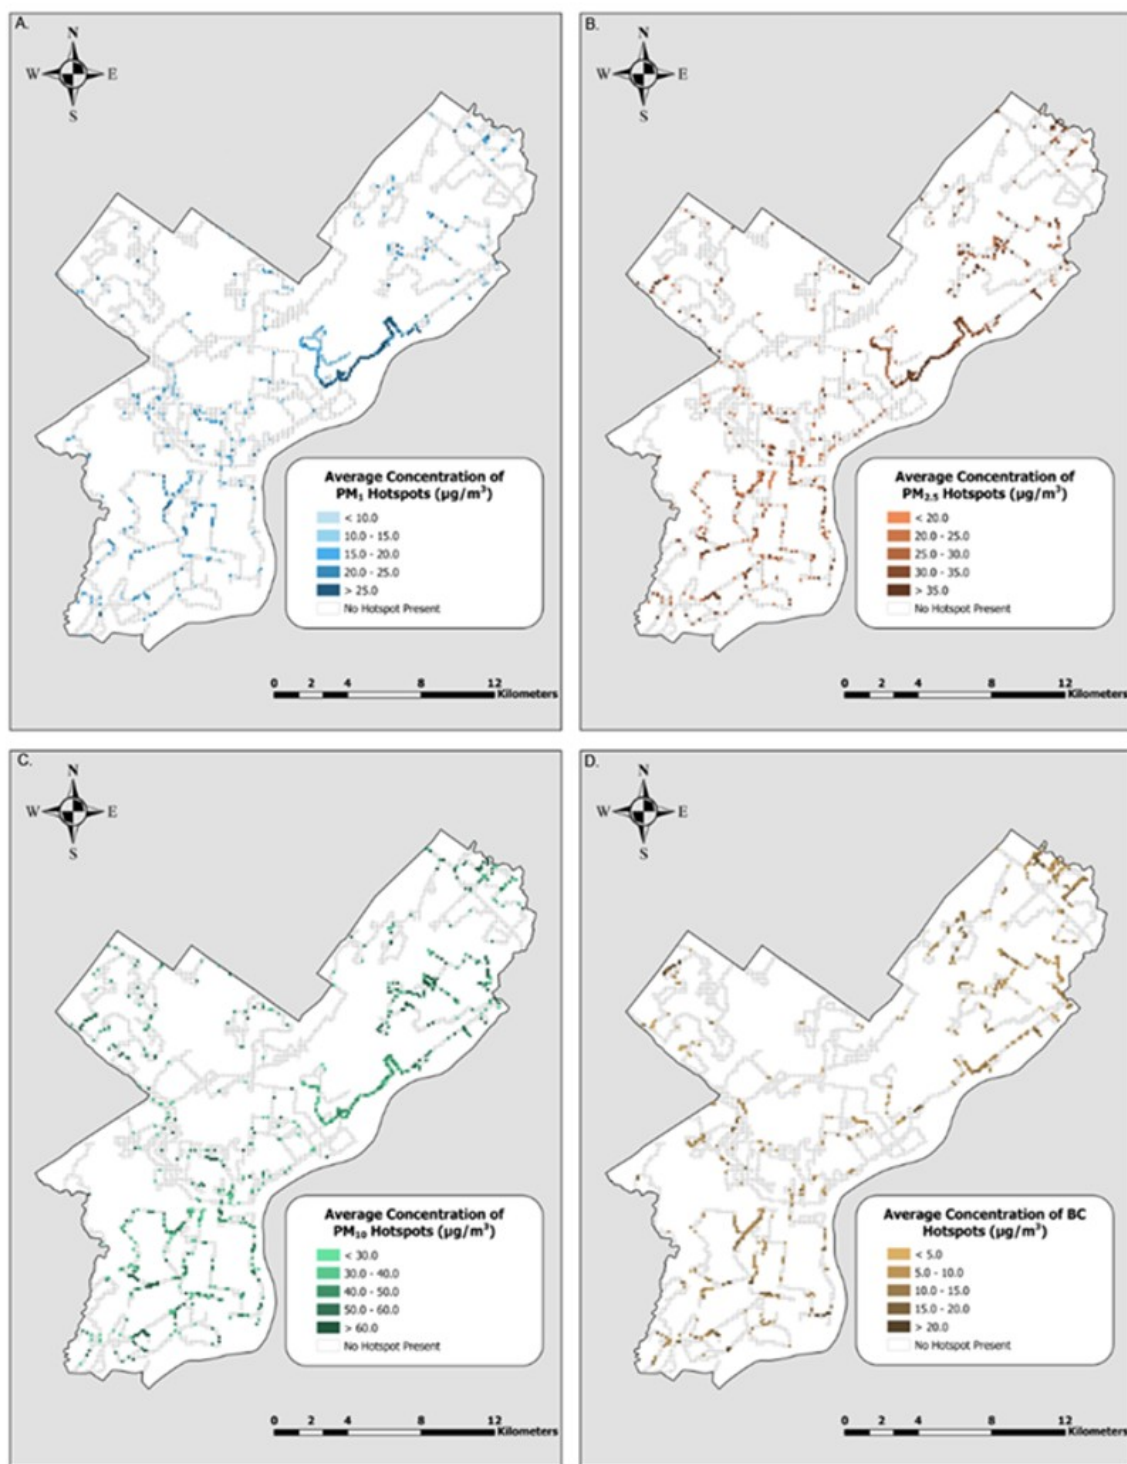 A.
N
W E
S
Average Concentration of
PM₁ Hotspots (µg/m³)
< 10.0
10.0 - 15.0
15.0 - 20.0
20.0 - 25.0
> 25.0
No Hotspot Present
0 2 4 8 12
Kilometers
B.
N
W E
S
Average Concentration of
PM₂.₅ Hotspots (µg/m³)
< 20.0
20.0 - 25.0
25.0 - 30.0
30.0 - 35.0
> 35.0
No Hotspot Present
0 2 4 8 12
Kilometers
C.
N
W E
S
Average Concentration of
PM₁₀ Hotspots (µg/m³)
< 30.0
30.0 - 40.0
40.0 - 50.0
50.0 - 60.0
> 60.0
No Hotspot Present
0 2 4 8 12
Kilometers
D.
N
W E
S
Average Concentration of BC
Hotspots (µg/m³)
< 5.0
5.0 - 10.0
10.0 - 15.0
15.0 - 20.0
> 20.0
No Hotspot Present
0 2 4 8 12
Kilometers